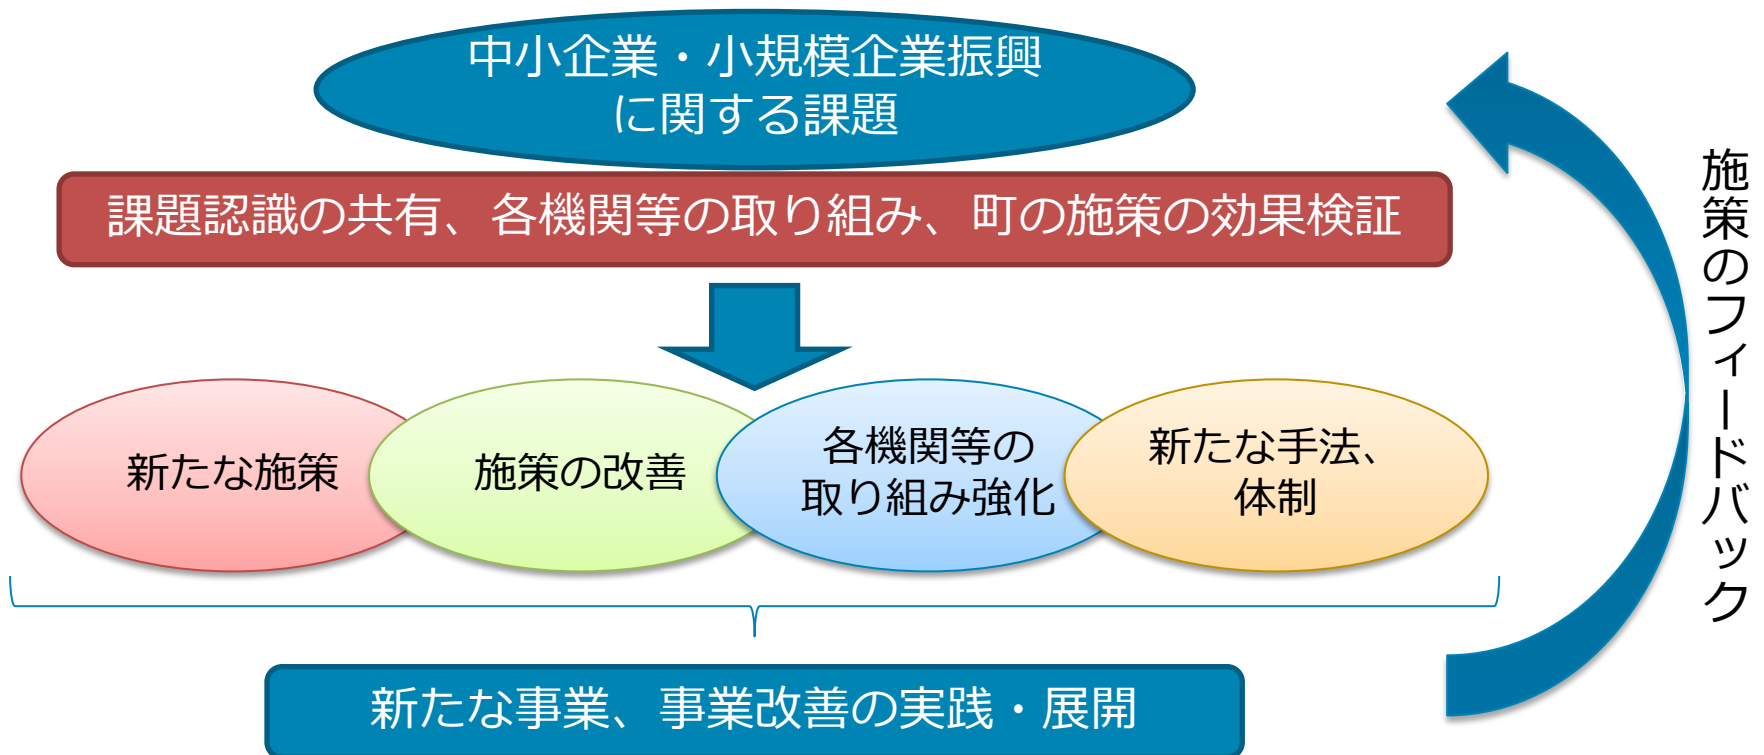 中小企業・小規模企業振興
に関する課題
課題認識の共有、各機関等の取り組み、町の施策の効果検証
新たな施策
施策の改善
各機関等の
取り組み強化
新たな手法、
体制
新たな事業、事業改善の実践・展開
施策のフィードバック